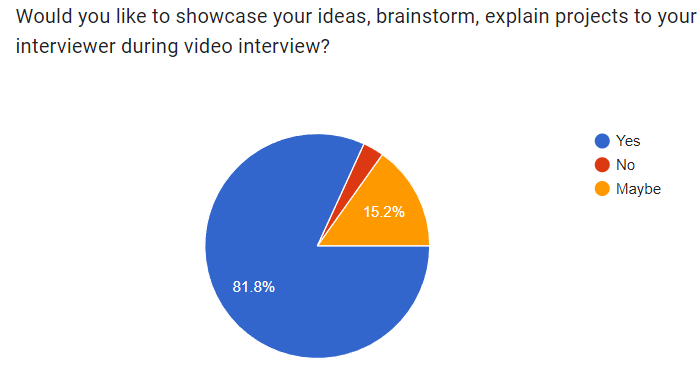 Would you like to showcase your ideas, brainstorm, explain projects to your
interviewer during video interview?
Yes
No
Maybe
15.2%
81.8%